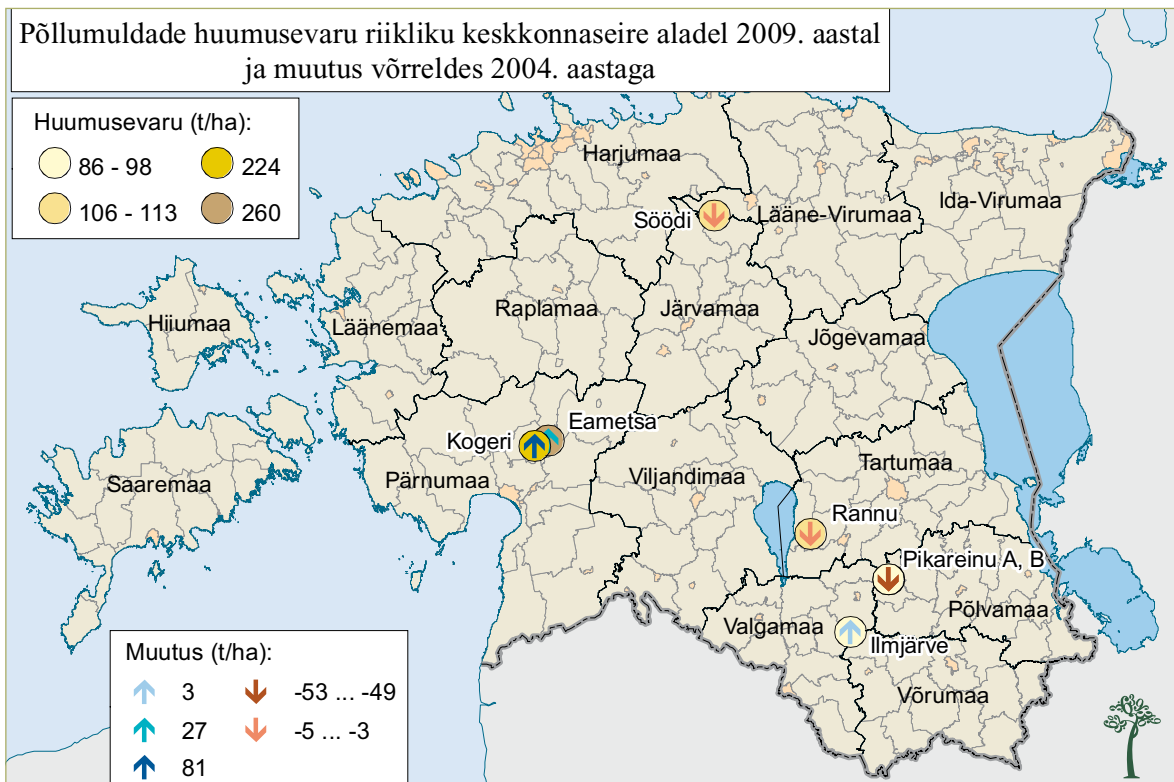 Põllumuldade huumusevaru riikliku keskkonnaseire aladel 2009. aastal
ja muutus võrreldes 2004. aastaga
Huumusevaru (t/ha):
86 - 98
224
106 - 113
260
Harjumaa
Ida-Virumaa
Söödi
Lääne-Virumaa
Hiiumaa
Läänemaa
Raplamaa
Järvamaa
Jõgevamaa
Eametsa
Kogeri
Saaremaa
Pärnumaa
Viljandimaa
Tartumaa
Rannu
Pikareinu A, B
Põlvamaa
Valgamaa
Ilmjärve
Võrumaa
Muutus (t/ha):
3
-53 ... -49
27
-5 ... -3
81